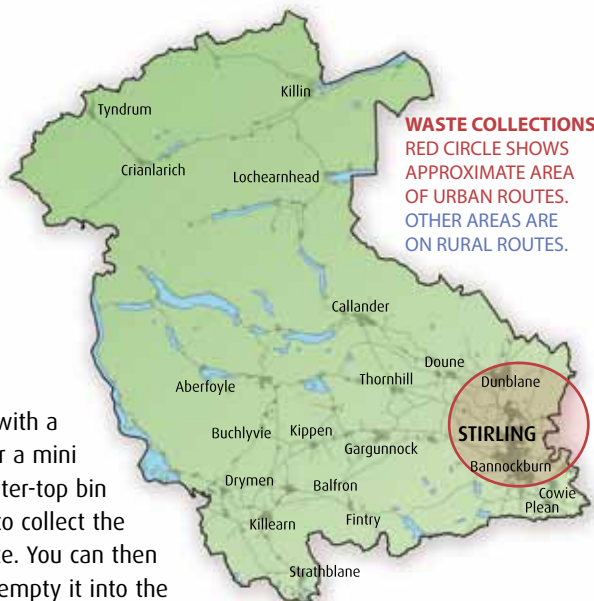 Killin
Tyndrum
WASTE COLLECTIONS
RED CIRCLE SHOWS
APPROXIMATE AREA
OF URBAN ROUTES.
OTHER AREAS ARE
ON RURAL ROUTES.
Crianlarich
Lochearnhead
Callander
Doune
Dunblane
Thornhill
Aberfoyle
Buchlyvie
Kippen
STIRLING
Gargunnock
Bannockburn
Drymen
Balfron
Cowie
Plean
Killearn
Fintry
Strathblane
with a
r a mini
ter-top bin
to collect the
e. You can then
empty it into the